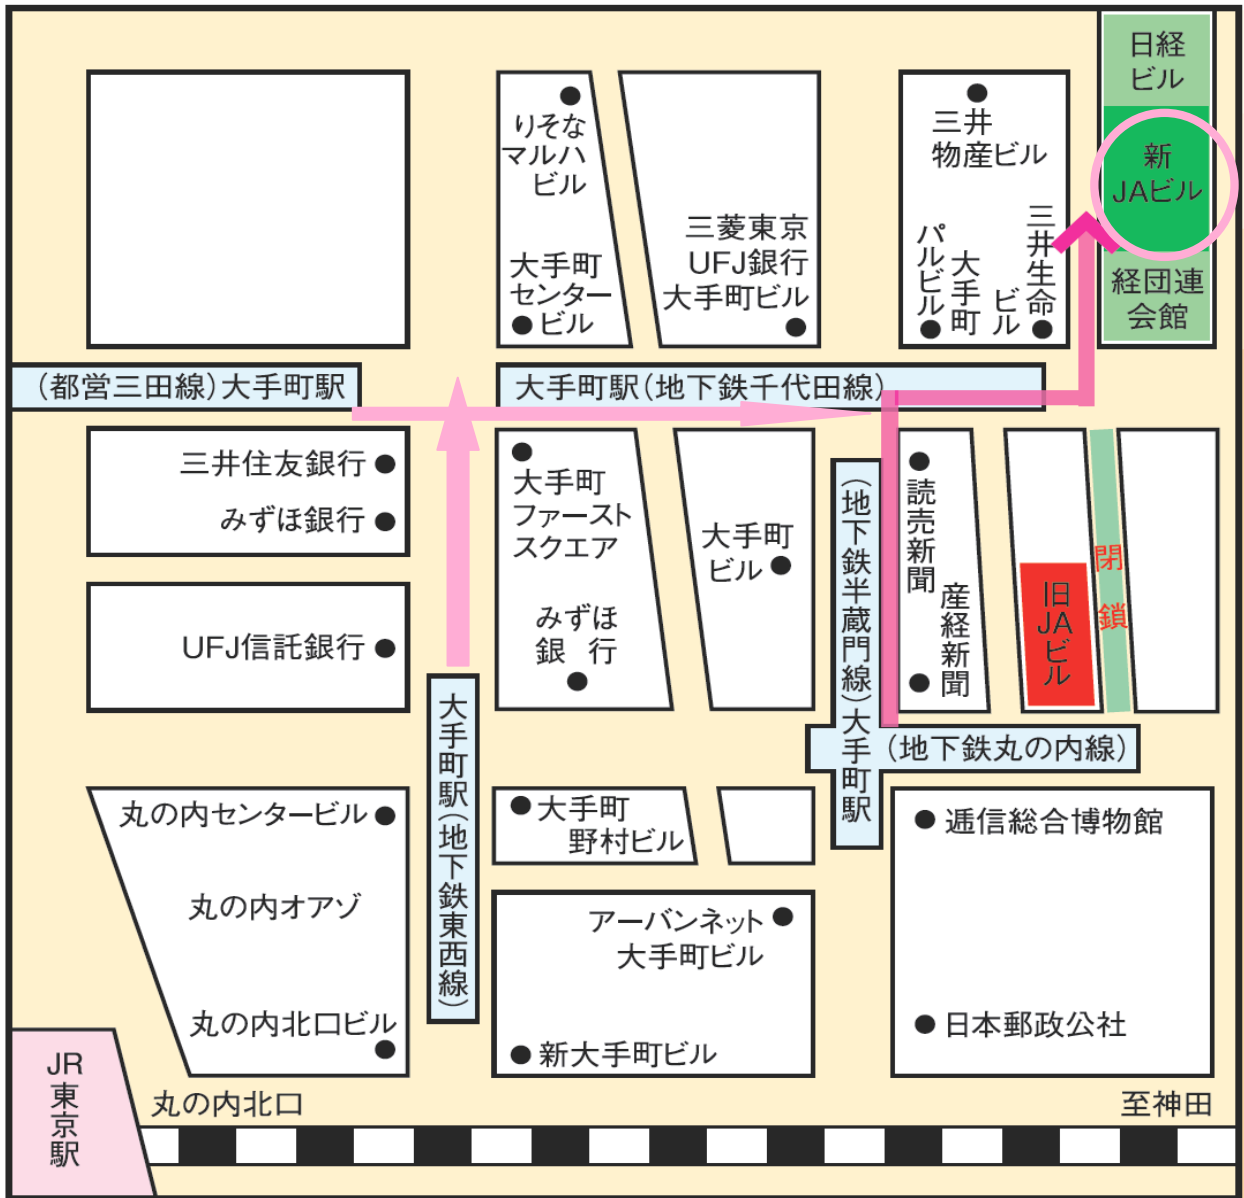 日経
ビル
新
JAビル
経団連
会館
りそな
マルハ
ビル
大手町
センター
ビル
三菱東京
UFJ銀行
大手町ビル
三井
物産ビル
パルビル
大手町
三井生命
ビル
(都営三田線)大手町駅
大手町駅(地下鉄千代田線)
三井住友銀行
みずほ銀行
UFJ信託銀行
大手町
ファースト
スクエア
みずほ
銀 行
大手町
ビル
(地下鉄半蔵門線)大手町駅
読売新聞
産経新聞
旧
JA
ビル
閉鎖
(地下鉄丸の内線)
大手町駅(地下鉄東西線)
丸の内センタービル
丸の内オアゾ
丸の内北口ビル
大手町
野村ビル
アーバンネット
大手町ビル
新大手町ビル
逓信総合博物館
日本郵政公社
JR
東京駅
丸の内北口
至神田